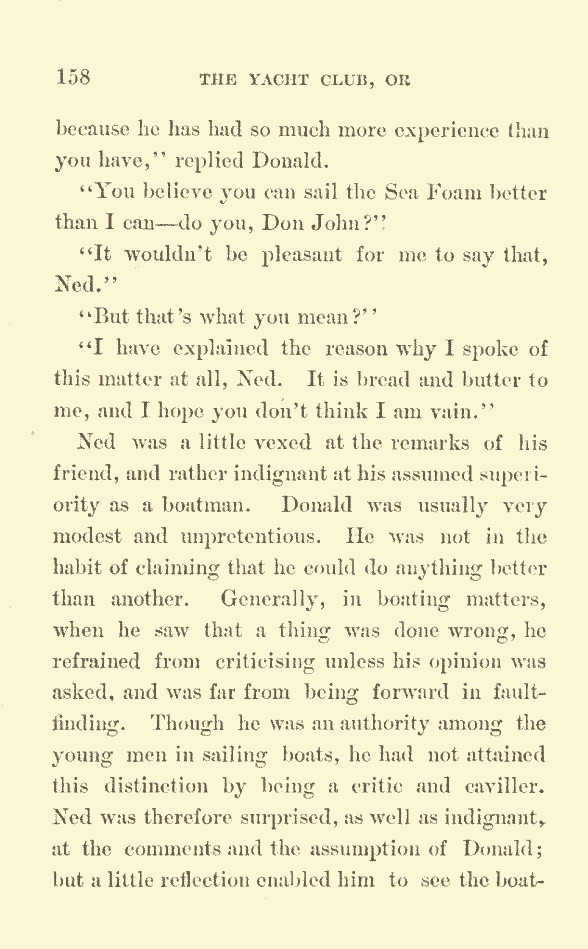 158 THE YACHT CLUB, OR
because he has had so much more experience than
you have,'' replied Donald.
“You believe you can sail the Sea Foam better
than I can—do you, Don John?''
“It wouldn't be pleasant for me to say that,
Ned.''
“But that's what you mean?''
“I have explained the reason why I spoke of
this matter at all, Ned. It is bread and butter to
me, and I hope you don't think I am vain.''
Ned was a little vexed at the remarks of his
friend, and rather indignant at his assumed superi-
ority as a boatman. Donald was usually very
modest and unpretentious. He was not in the
habit of claiming that he could do anything better
than another. Generally, in boating matters,
when he saw that a thing was done wrong, he
refrained from criticising unless his opinion was
asked, and was far from being forward in fault-
finding. Though he was an authority among the
young men in sailing boats, he had not attained
this distinction by being a critic and caviller.
Ned was therefore surprised, as well as indignant,
at the comments and the assumption of Donald;
but a little reflection enabled him to see the boat-